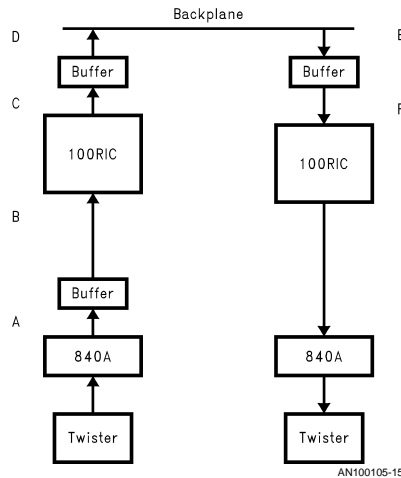 Backplane
D
E
Buffer
Buffer
C
F
100RIC
100RIC
B
Buffer
A
840A
840A
Twister
Twister
AN100105-15